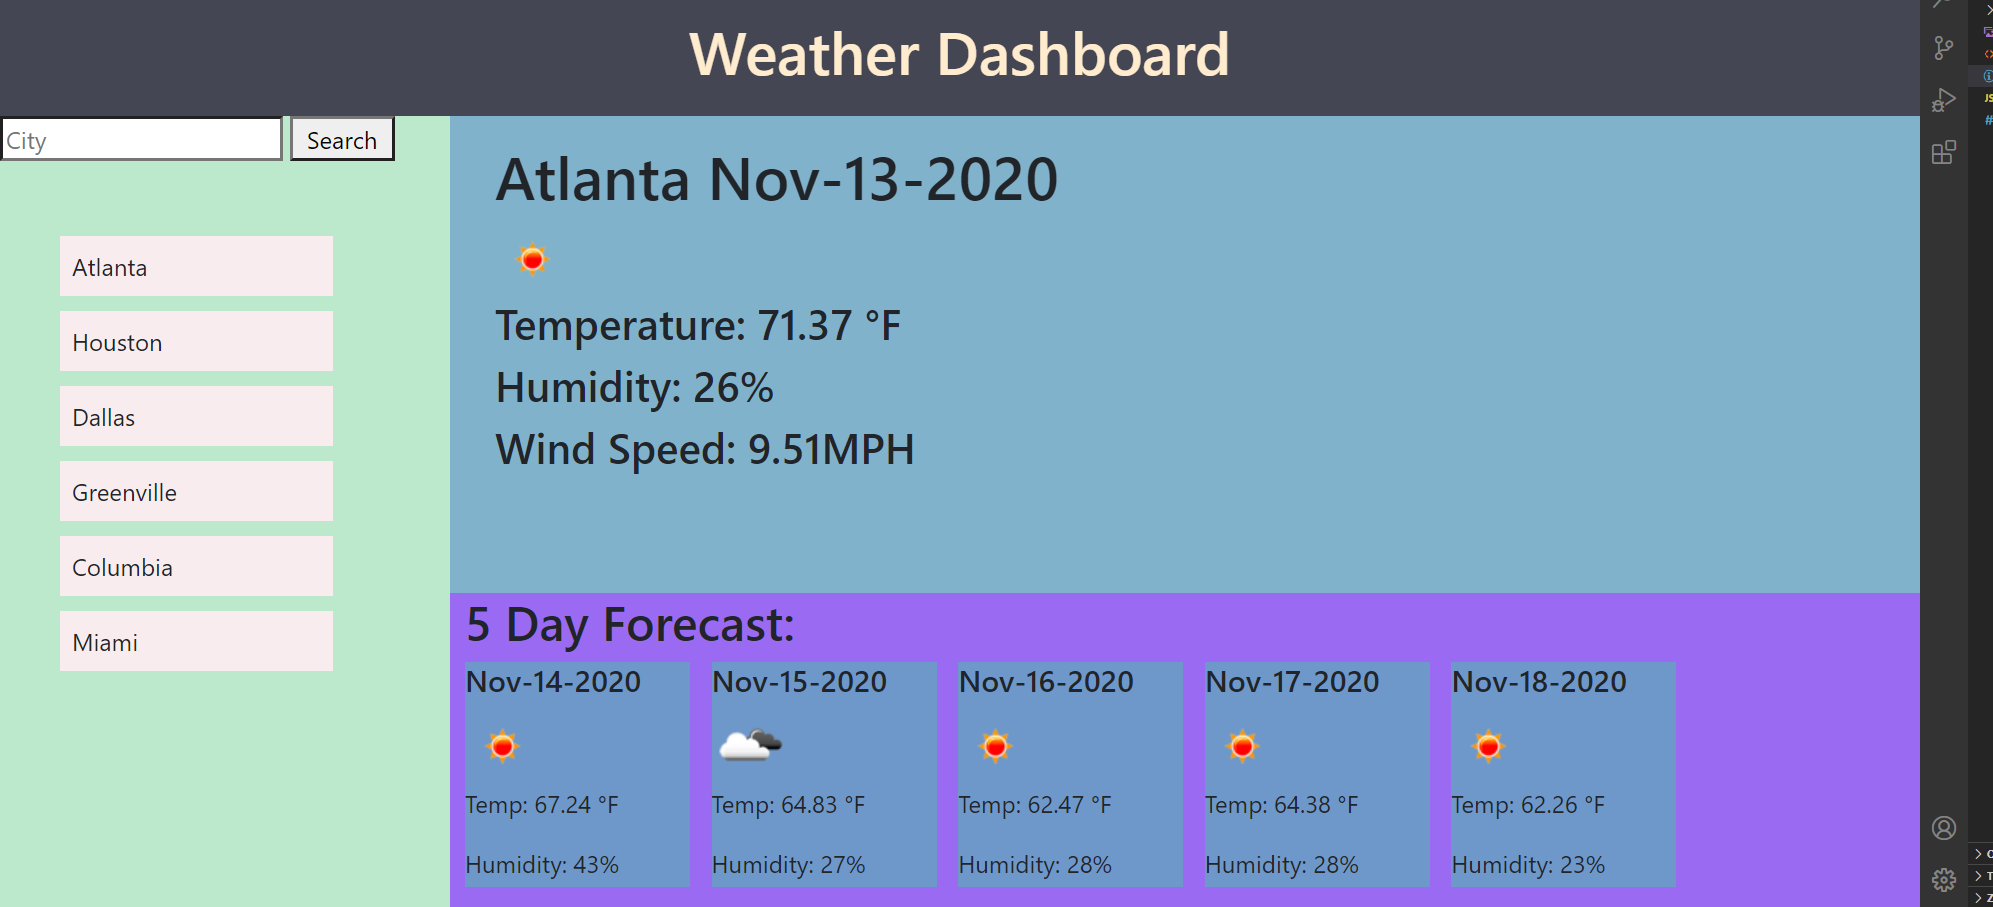 Weather Dashboard
City
Search
Atlanta
Houston
Dallas
Greenville
Columbia
Miami
Atlanta Nov-13-2020
Temperature: 71.37 °F
Humidity: 26%
Wind Speed: 9.51MPH
5 Day Forecast:
Nov-14-2020
Temp: 67.24 °F
Humidity: 43%
Nov-15-2020
Temp: 64.83 °F
Humidity: 27%
Nov-16-2020
Temp: 62.47 °F
Humidity: 28%
Nov-17-2020
Temp: 64.38 °F
Humidity: 28%
Nov-18-2020
Temp: 62.26 °F
Humidity: 23%
JS
#
T
Z